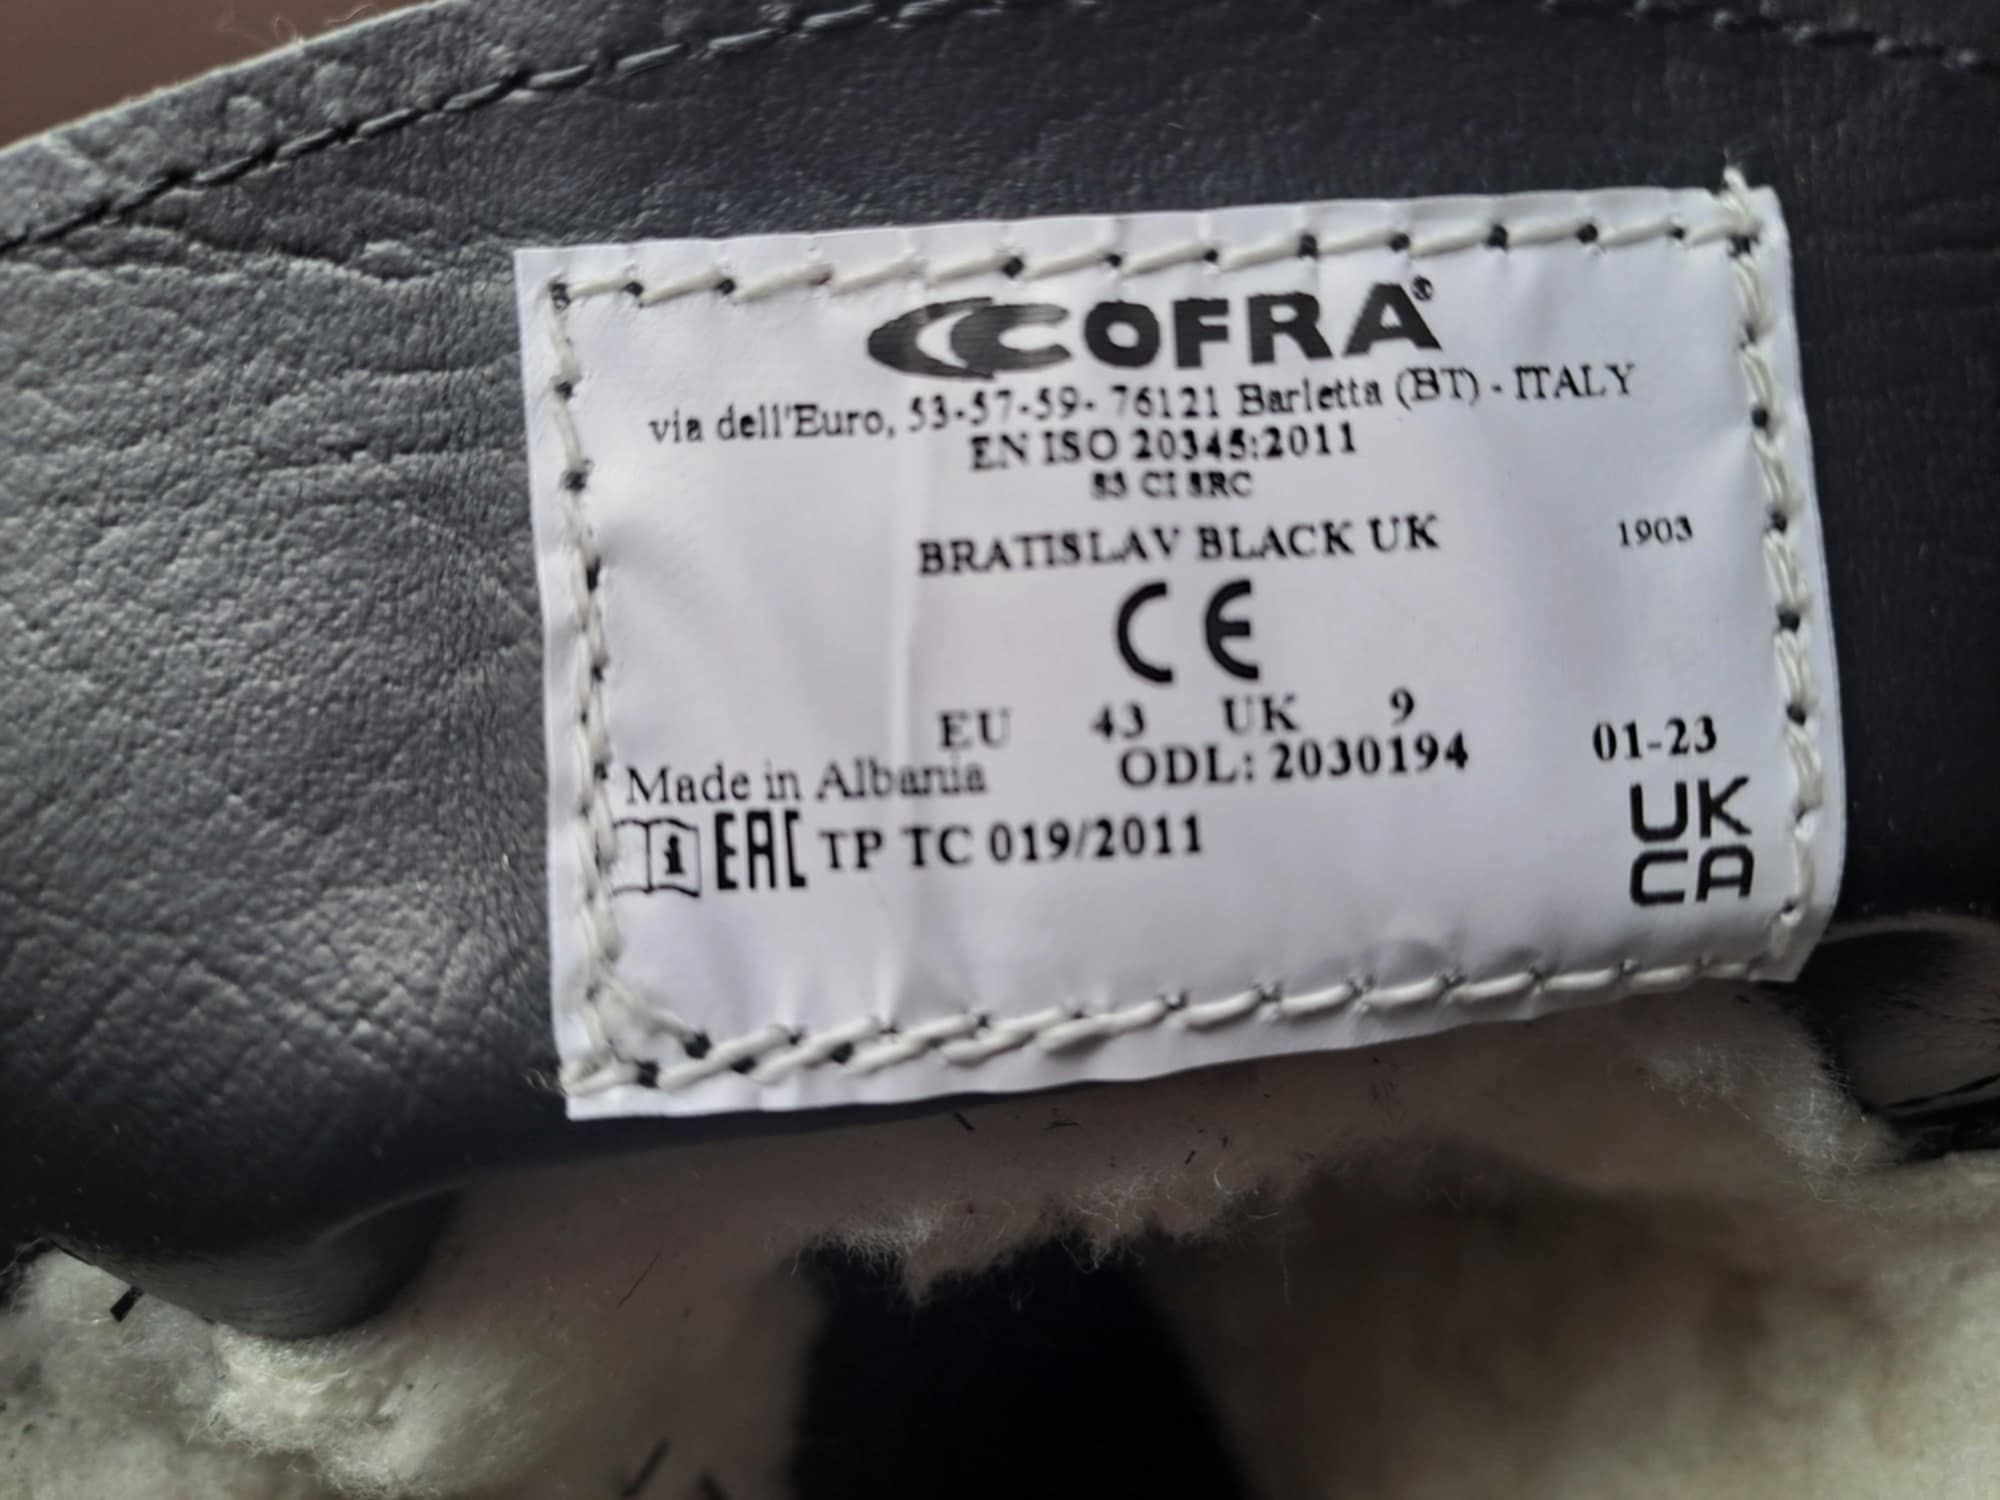 COFRA®
via dell'Euro, 53-57-59- 76121 Barletta (BT) - ITALY
EN ISO 20345:2011
S3 CI SRC
BRATISLAV BLACK UK 1903
CE
EU 43 UK 9
Made in Albania ODL: 2030194 01-23
i EAC TP TC 019/2011 UK
CA